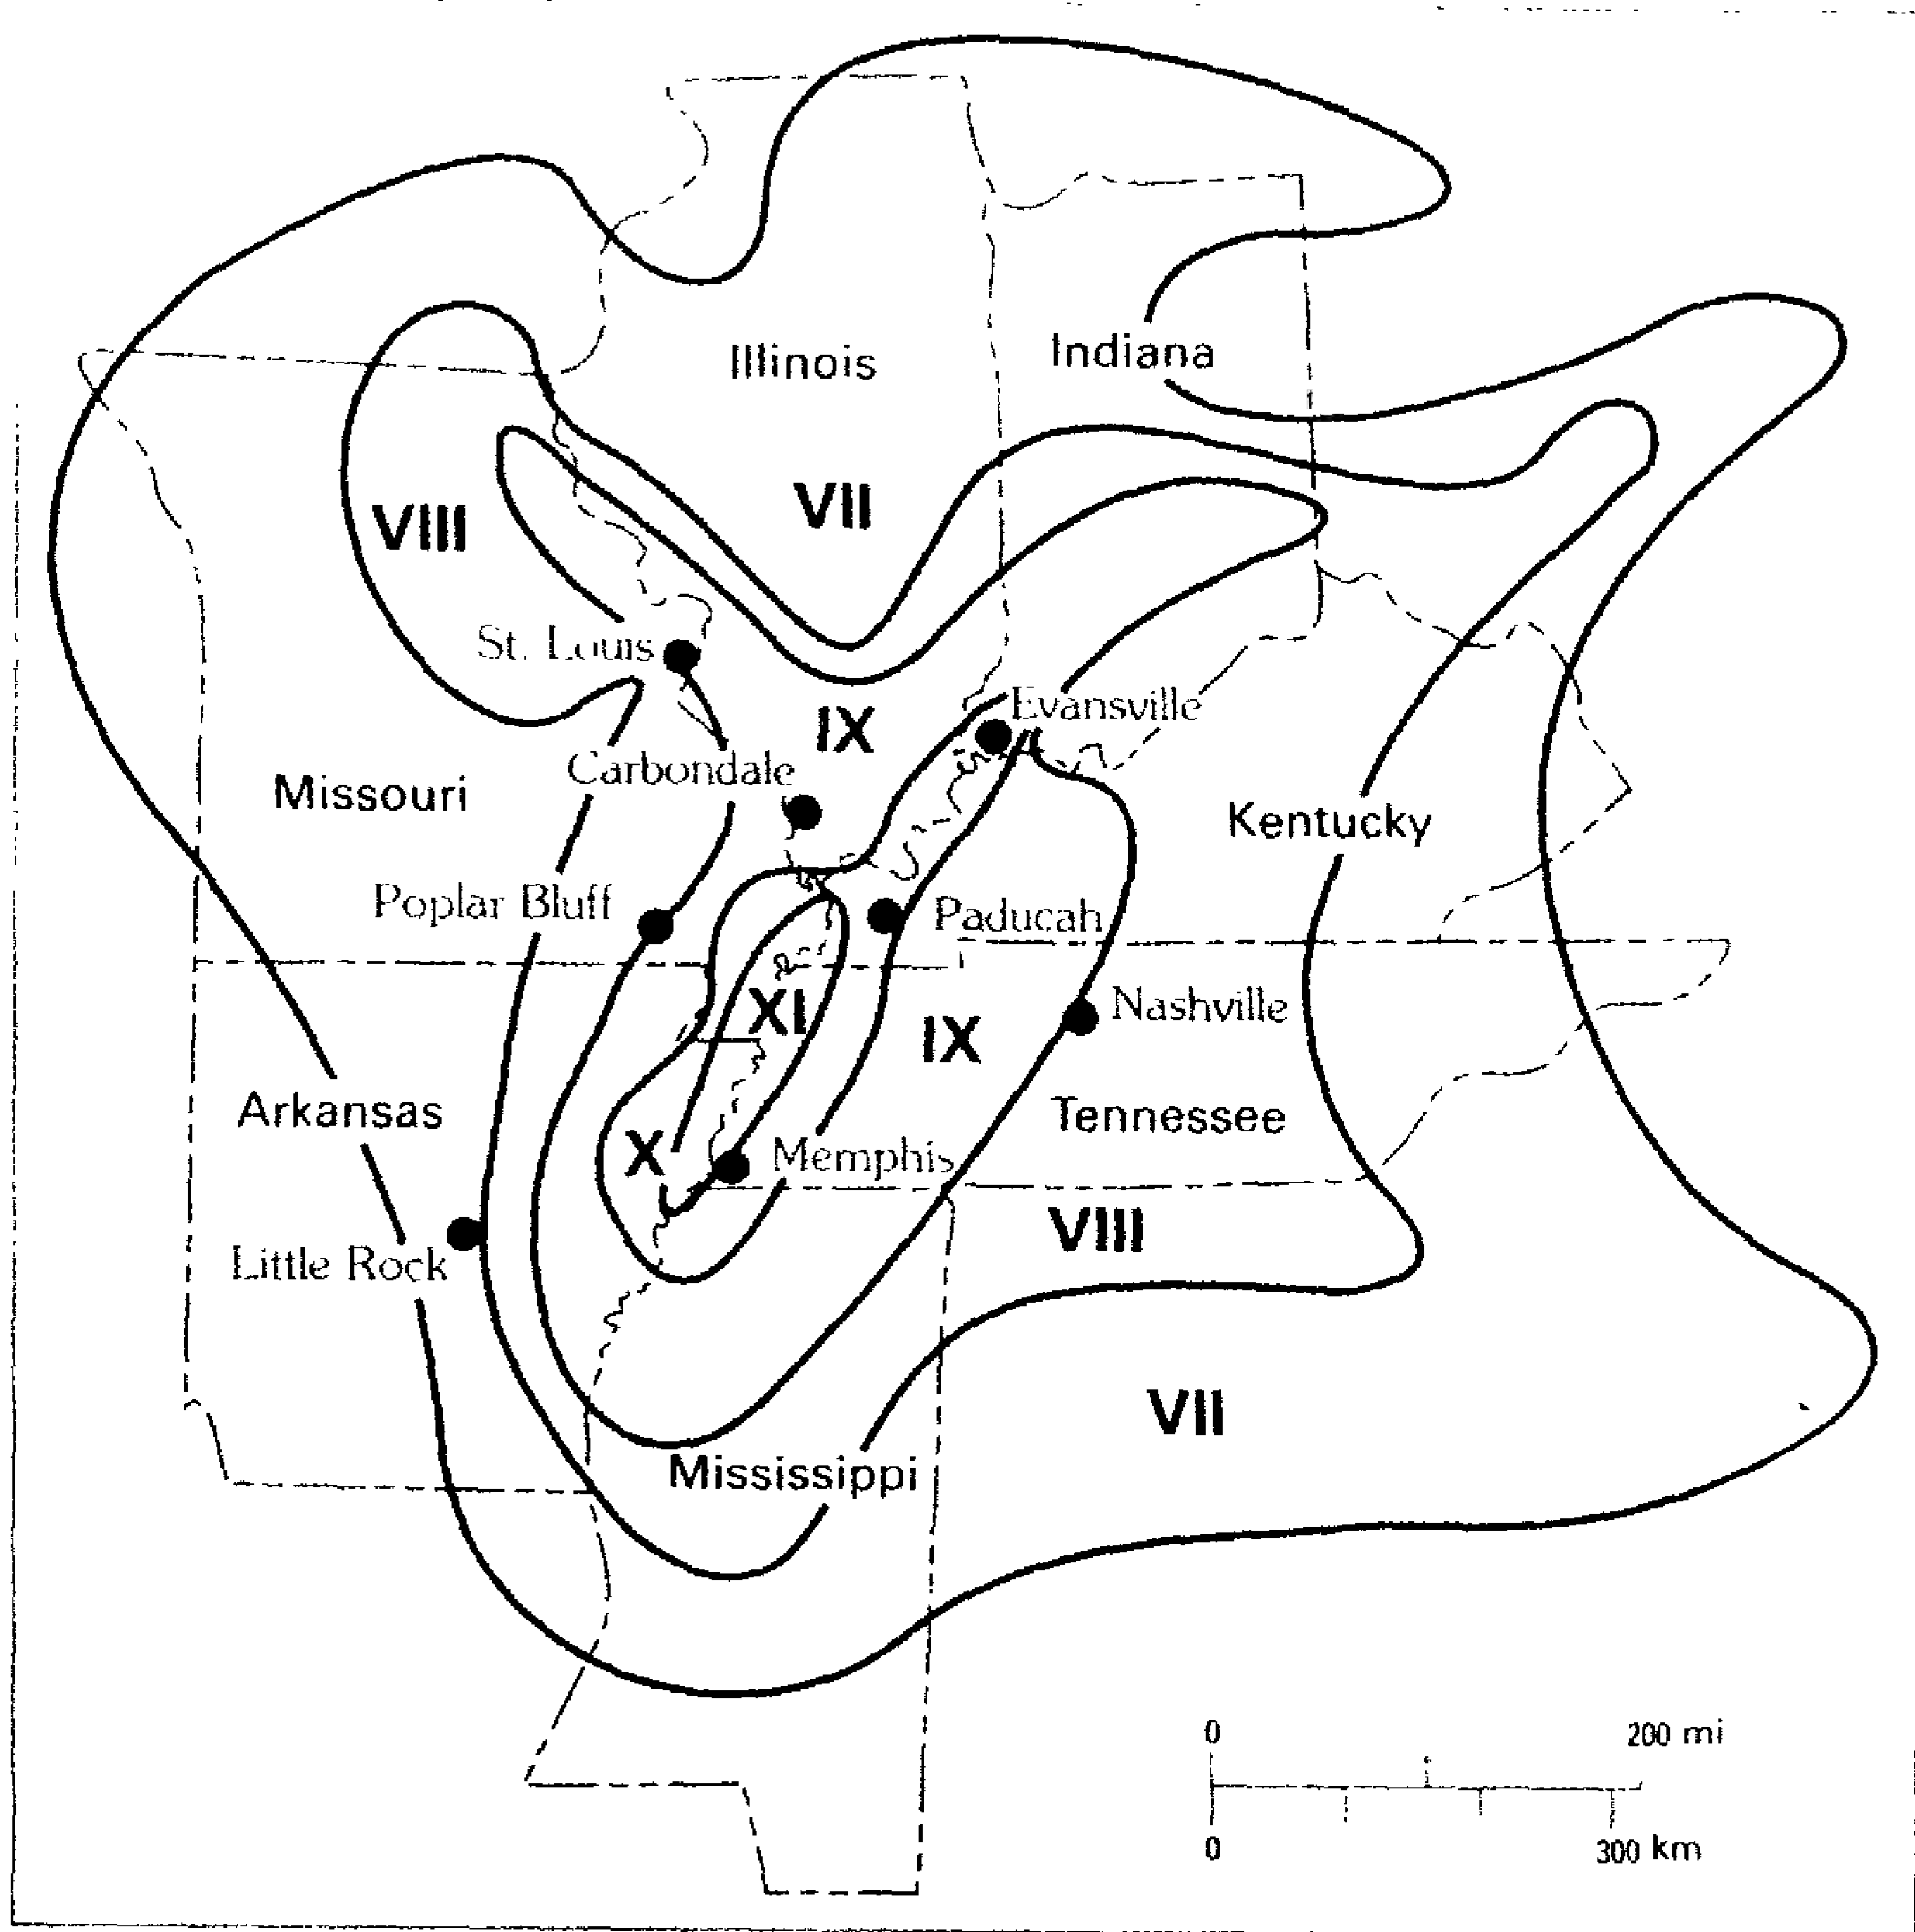 Illinois
Indiana
VIII
VII
St. Louis
IX
Evansville
Carbondale
Missouri
Kentucky
Poplar Bluff
Paducah
XI
IX
Nashville
Arkansas
Tennessee
X
Memphis
VIII
Little Rock
VII
Mississippi
0 200 mi
0 300 km